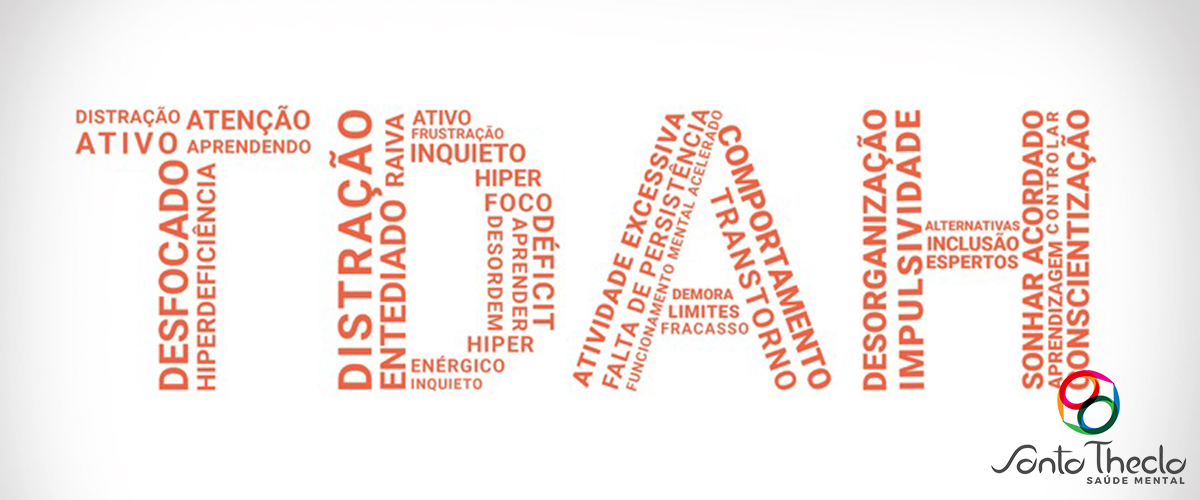 DISTRAÇÃO ATENÇÃO
ATIVO APRENDENDO
DESFOCADO
HIPERDEFICIÊNCIA
DISTRAÇÃO
ENTEDIADO RAIVA
ATIVO
FRUSTRAÇÃO
INQUIETO
HIPER
FOCO
DESORDEM
APRENDER
DÉFICIT
HIPER
ENÉRGICO
INQUIETO
ATIVIDADE EXCESSIVA
FALTA DE PERSISTÊNCIA
FUNCIONAMENTO MENTAL ACELERADO
COMPORTAMENTO
TRANSTORNO
DEMORA
LIMITES
FRACASSO
DESORGANIZAÇÃO
IMPULSIVIDADE
ALTERNATIVAS
INCLUSÃO
ESPERTOS
SONHAR ACORDADO
APRENDIZAGEM CONTROLAR
CONSCIENTIZAÇÃO
Santa Thecla
SAÚDE MENTAL